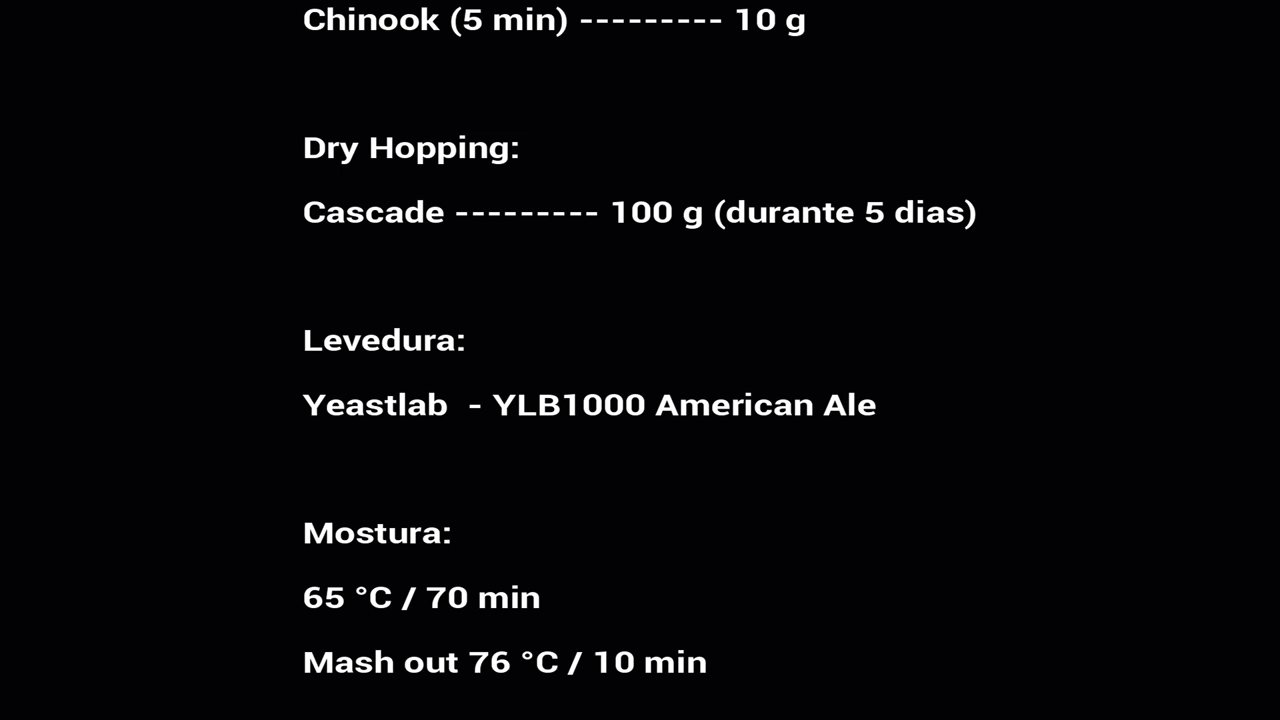 Chinook (5 min) --------- 10 g
Dry Hopping:
Cascade --------- 100 g (durante 5 dias)
Levedura:
Yeastlab  - YLB1000 American Ale
Mostura:
65 °C / 70 min
Mash out 76 °C / 10 min